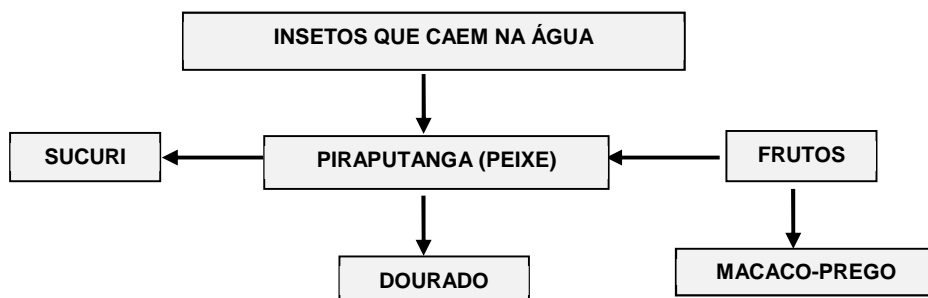 INSETOS QUE CAEM NA ÁGUA
SUCURI
PIRAPUTANGA (PEIXE)
FRUTOS
DOURADO
MACACO-PREGO